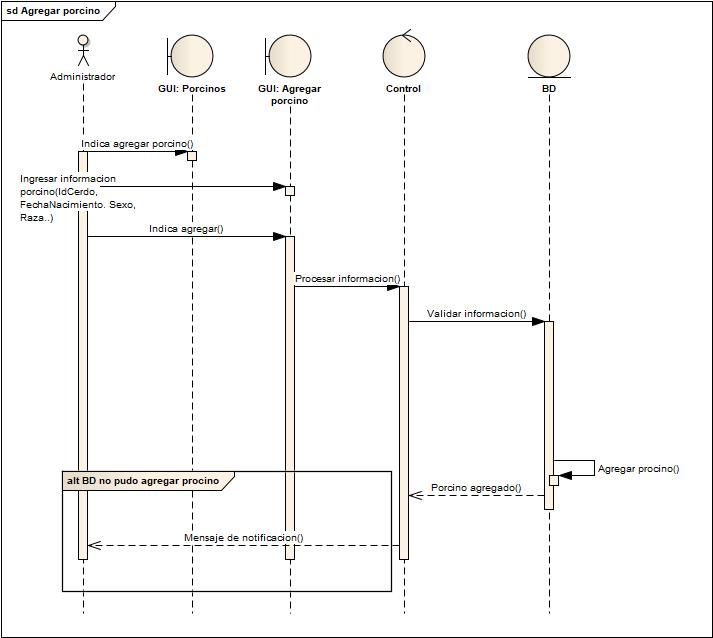 sd Agregar porcino
Administrador
GUI: Porcinos
GUI: Agregar
porcino
Control
BD
Indica agregar porcino()
Ingresar informacion
porcino(IdCerdo,
FechaNacimiento. Sexo,
Raza..)
Indica agregar()
Procesar informacion()
Validar informacion()
Agregar procino()
alt BD no pudo agregar procino
Porcino agregado()
Mensaje de notificacion()